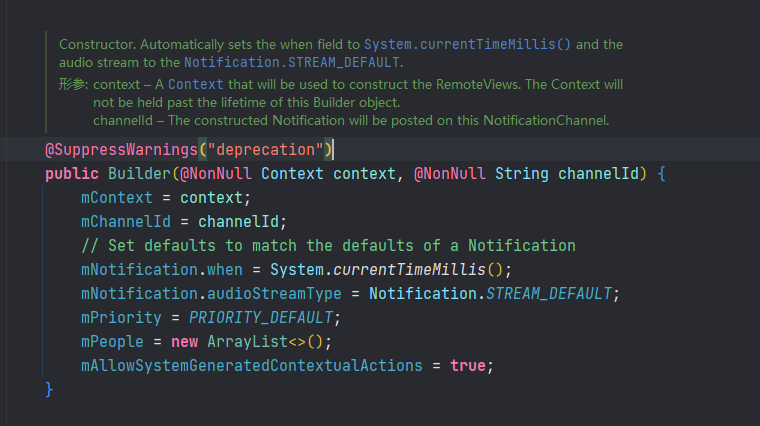 Constructor. Automatically sets the when field to System.currentTimeMillis() and the
audio stream to the Notification.STREAM_DEFAULT.
形参: context – A Context that will be used to construct the RemoteViews. The Context will
not be held past the lifetime of this Builder object.
channelId – The constructed Notification will be posted on this NotificationChannel.
@SuppressWarnings("deprecation")
public Builder(@NonNull Context context, @NonNull String channelId) {
    mContext = context;
    mChannelId = channelId;
    // Set defaults to match the defaults of a Notification
    mNotification.when = System.currentTimeMillis();
    mNotification.audioStreamType = Notification.STREAM_DEFAULT;
    mPriority = PRIORITY_DEFAULT;
    mPeople = new ArrayList<>();
    mAllowSystemGeneratedContextualActions = true;
}